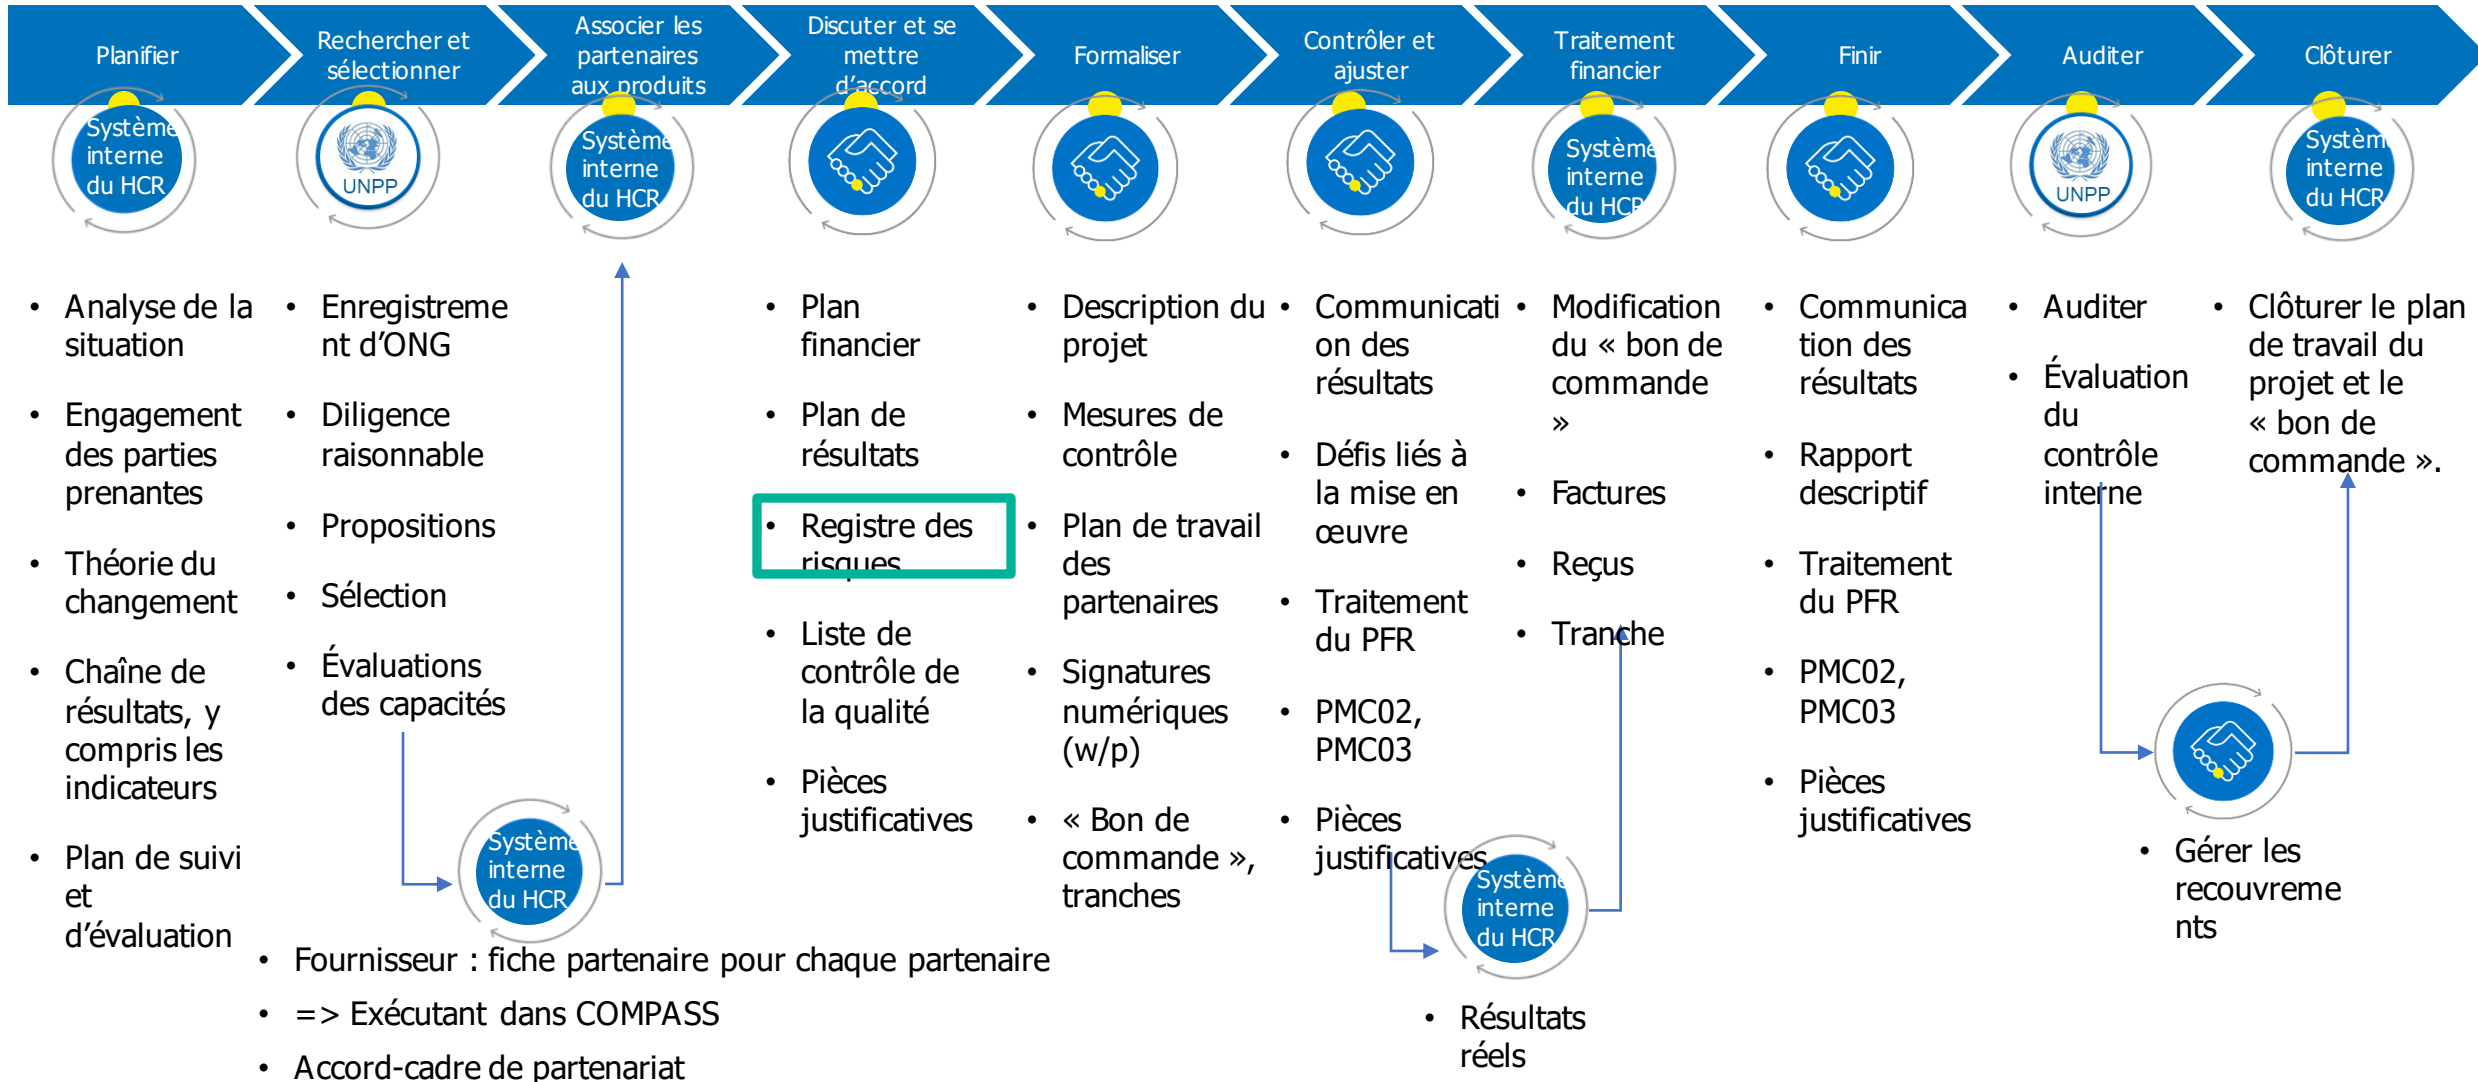 Planifier
Rechercher et
sélectionner
Associer les
partenaires
aux produits
Discuter et se
mettre
d'accord
Formaliser
Contrôler et
ajuster
Traitement
financier
Finir
Auditer
Clôturer
Système
interne
du HCR
UNPP
Système
interne
du HCR
Système
interne
du HCR
UNPP
Système
interne
du HCR
• Analyse de la
situation
• Engagement
des parties
prenantes
• Théorie du
changement
• Chaîne de
résultats, y
compris les
indicateurs
• Plan de suivi
et
d'évaluation
• Enregistreme
nt d'ONG
• Diligence
raisonnable
• Propositions
• Sélection
• Évaluations
des capacités
Système
interne
du HCR
• Fournisseur : fiche partenaire pour chaque partenaire
• => Exécutant dans COMPASS
• Accord-cadre de partenariat
• Plan
financier
• Plan de
résultats
• Registre des
risques
• Liste de
contrôle de
la qualité
• Pièces
justificatives
• Description du
projet
• Mesures de
contrôle
• Plan de travail
des
partenaires
• Signatures
numériques
(w/p)
• « Bon de
commande »,
tranches
• Communicati
on des
résultats
• Défis liés à
la mise en
œuvre
• Traitement
du PFR
• PMC02,
PMC03
• Pièces
justificatives
Système
interne
du HCR
• Résultats
réels
• Modification
du « bon de
commande
»
• Factures
• Reçus
• Tranche
• Communica
tion des
résultats
• Rapport
descriptif
• Traitement
du PFR
• PMC02,
PMC03
• Pièces
justificatives
• Auditer
• Évaluation
du
contrôle
interne
• Gérer les
recouvreme
nts
• Clôturer le plan
de travail du
projet et le
« bon de
commande ».